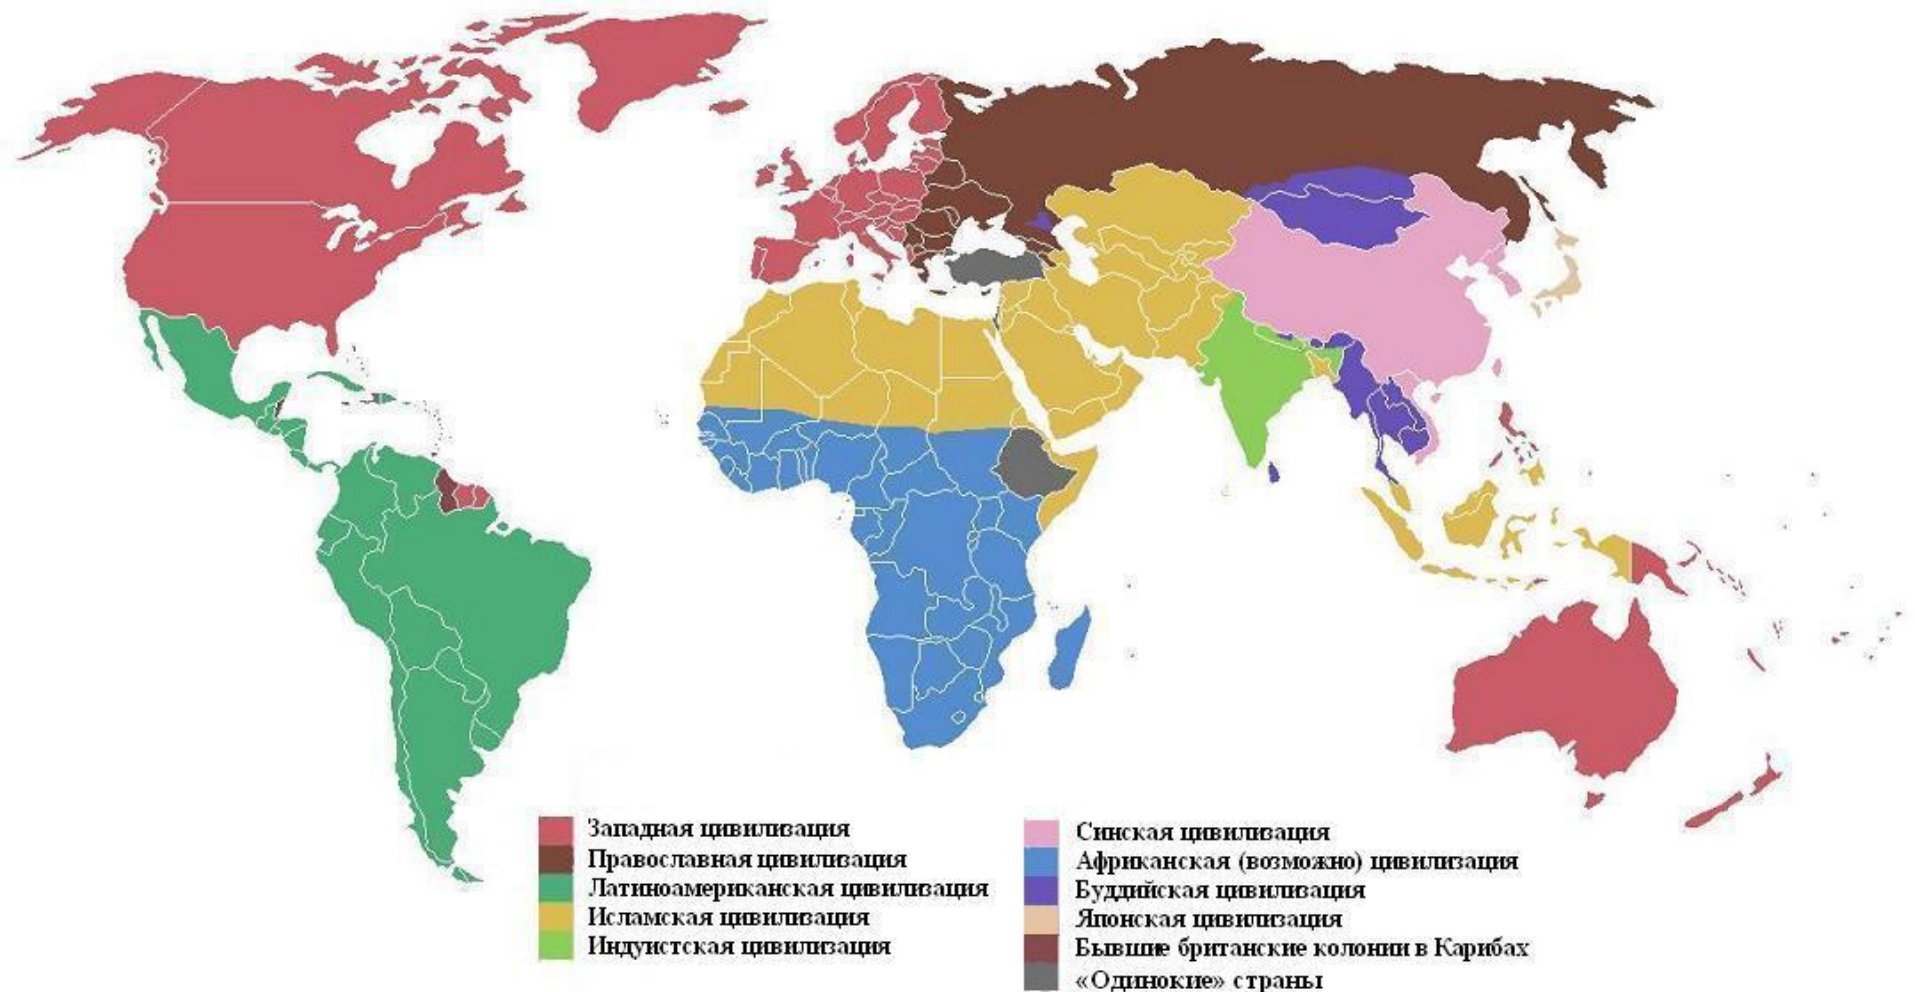 Западная цивилизация
Православная цивилизация
Латиноамериканская цивилизация
Исламская цивилизация
Индуистская цивилизация
Синская цивилизация
Африканская (возможно) цивилизация
Буддийская цивилизация
Японская цивилизация
Бывшие британские колонии в Карибах
«Одинокие» страны